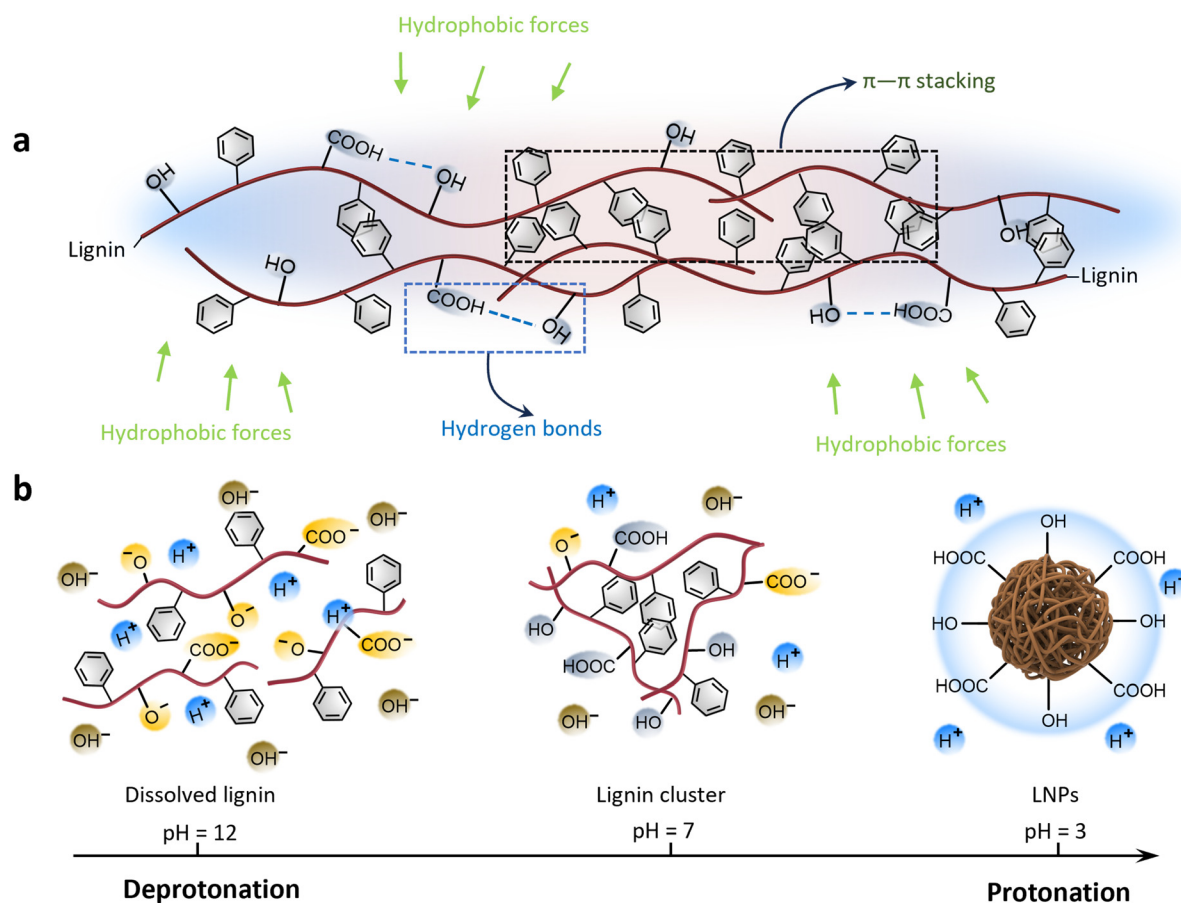 Hydrophobic forces
π—π stacking
a
OH
COOH
OH
OH
Lignin
HO
COOH
OH
OH
HO
COOH
Lignin
Hydrophobic forces
Hydrogen bonds
Hydrophobic forces
b
OH⁻
OH⁻
COO⁻
⁻O
H⁺
OH⁻
H⁺
O⁻
H⁺
H⁺
COO⁻
⁻O
COO⁻
O⁻
H⁺
OH⁻
OH⁻
OH⁻
H⁺
OH⁻
O⁻
COOH
COO⁻
HO
OH
HOOC
H⁺
HO
OH⁻
OH⁻
H⁺
OH
HOOC
COOH
H⁺
HO
OH
HOOC
COOH
OH
H⁺
H⁺
Dissolved lignin
Lignin cluster
LNPs
pH = 12
pH = 7
pH = 3
Deprotonation
Protonation